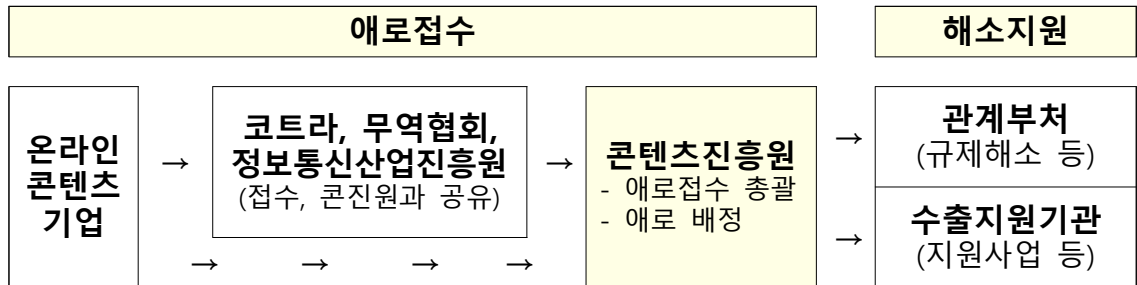 애로접수
해소지원
온라인
콘텐츠
기업
→
코트라, 무역협회,
정보통신산업진흥원
(접수, 콘진원과 공유)
→
→ → → →
콘텐츠진흥원
- 애로접수 총괄
- 애로 배정
→
관계부처
(규제해소 등)
→
수출지원기관
(지원사업 등)